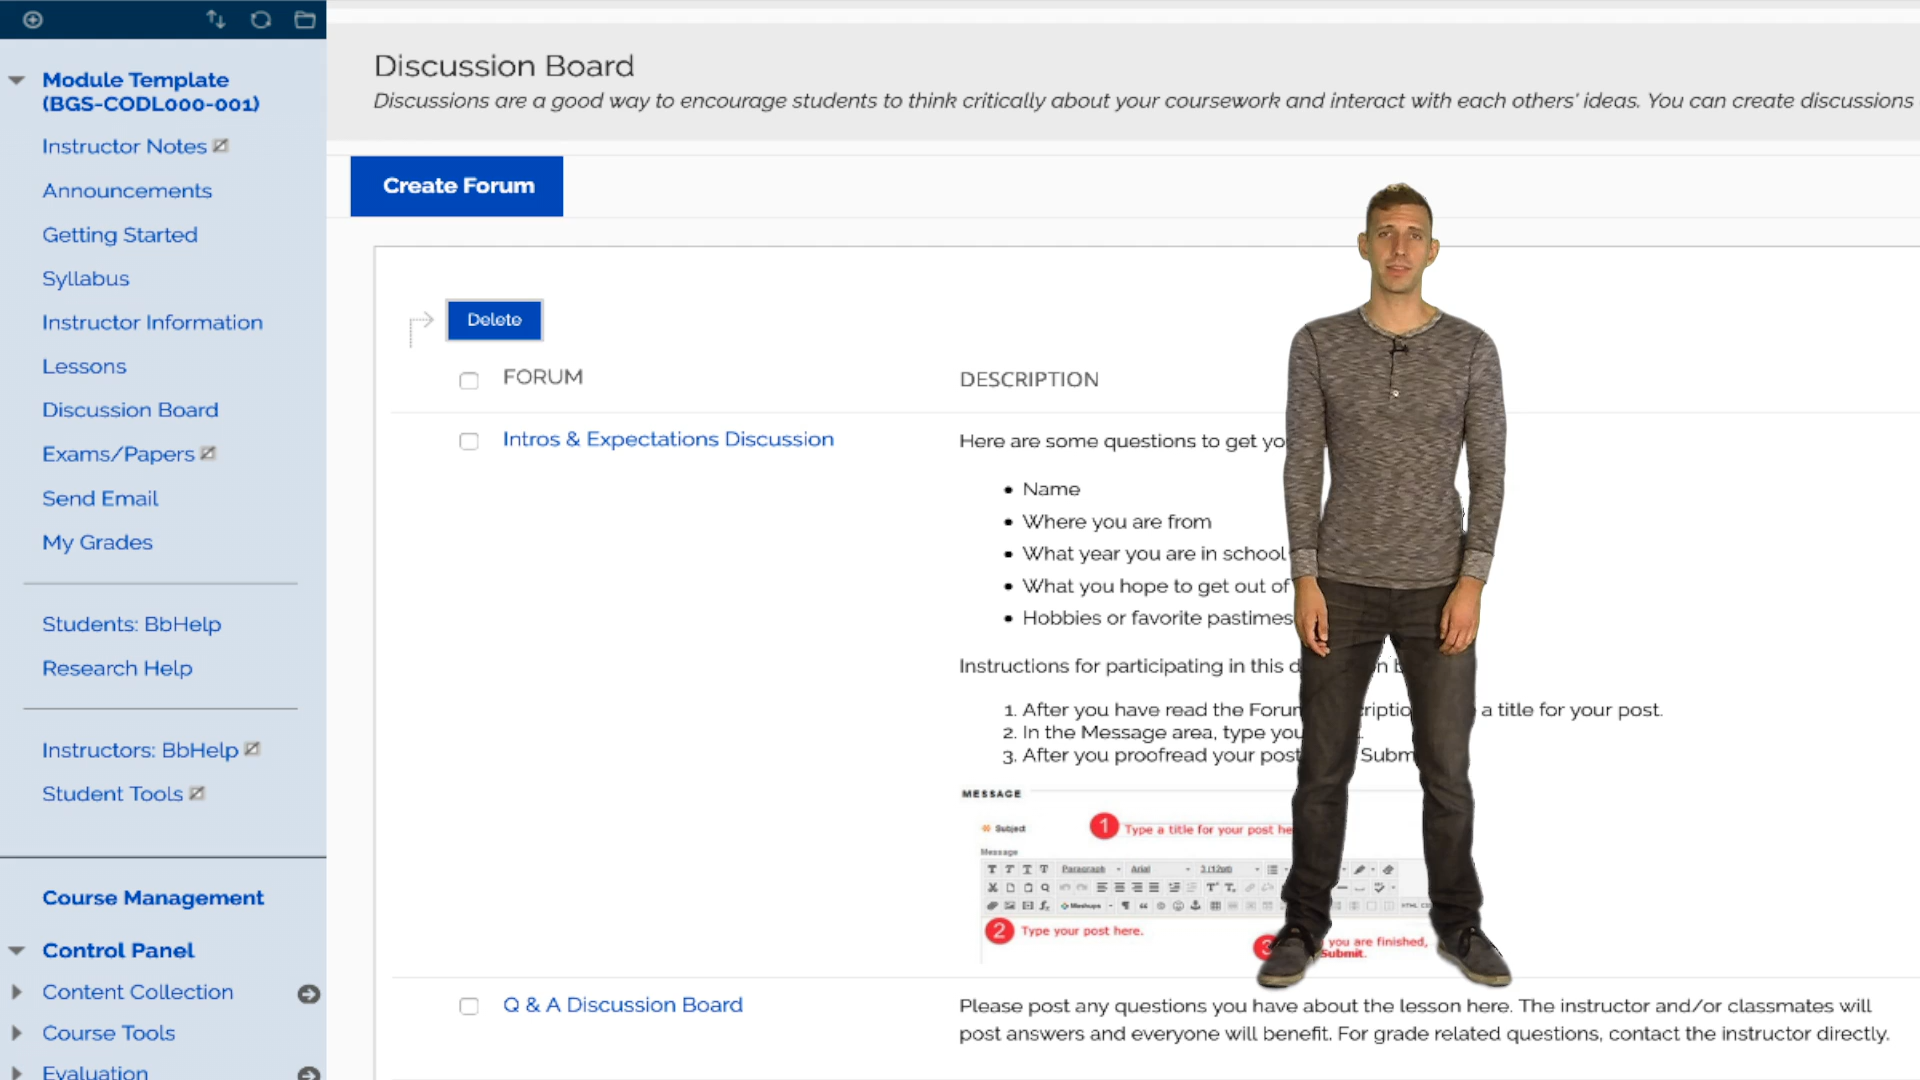 Module Template
(BGS-CODL000-001)
Instructor Notes
Announcements
Getting Started
Syllabus
Instructor Information
Lessons
Discussion Board
Exams/Papers
Send Email
My Grades
Students: BbHelp
Research Help
Instructors: BbHelp
Student Tools
Course Management
Control Panel
Content Collection
Course Tools
Evaluation
Discussion Board
Discussions are a good way to encourage students to think critically about your coursework and interact with each others' ideas. You can create discussions
Create Forum
Delete
FORUM DESCRIPTION
Intros & Expectations Discussion
Here are some questions to get yo
• Name
• Where you are from
• What year you are in school
• What you hope to get out of
• Hobbies or favorite pastimes
Instructions for participating in this d
1. After you have read the Forum a title for your post.
2. In the Message area, type you
3. After you proofread your post Subm
MESSAGE
Subject
1 Type a title for your post he
Message
Paragraph Arial 3 (12pt)
Mashups
2 Type your post here.
3 you are finished,
Submit.
Q & A Discussion Board
Please post any questions you have about the lesson here. The instructor and/or classmates will
post answers and everyone will benefit. For grade related questions, contact the instructor directly.